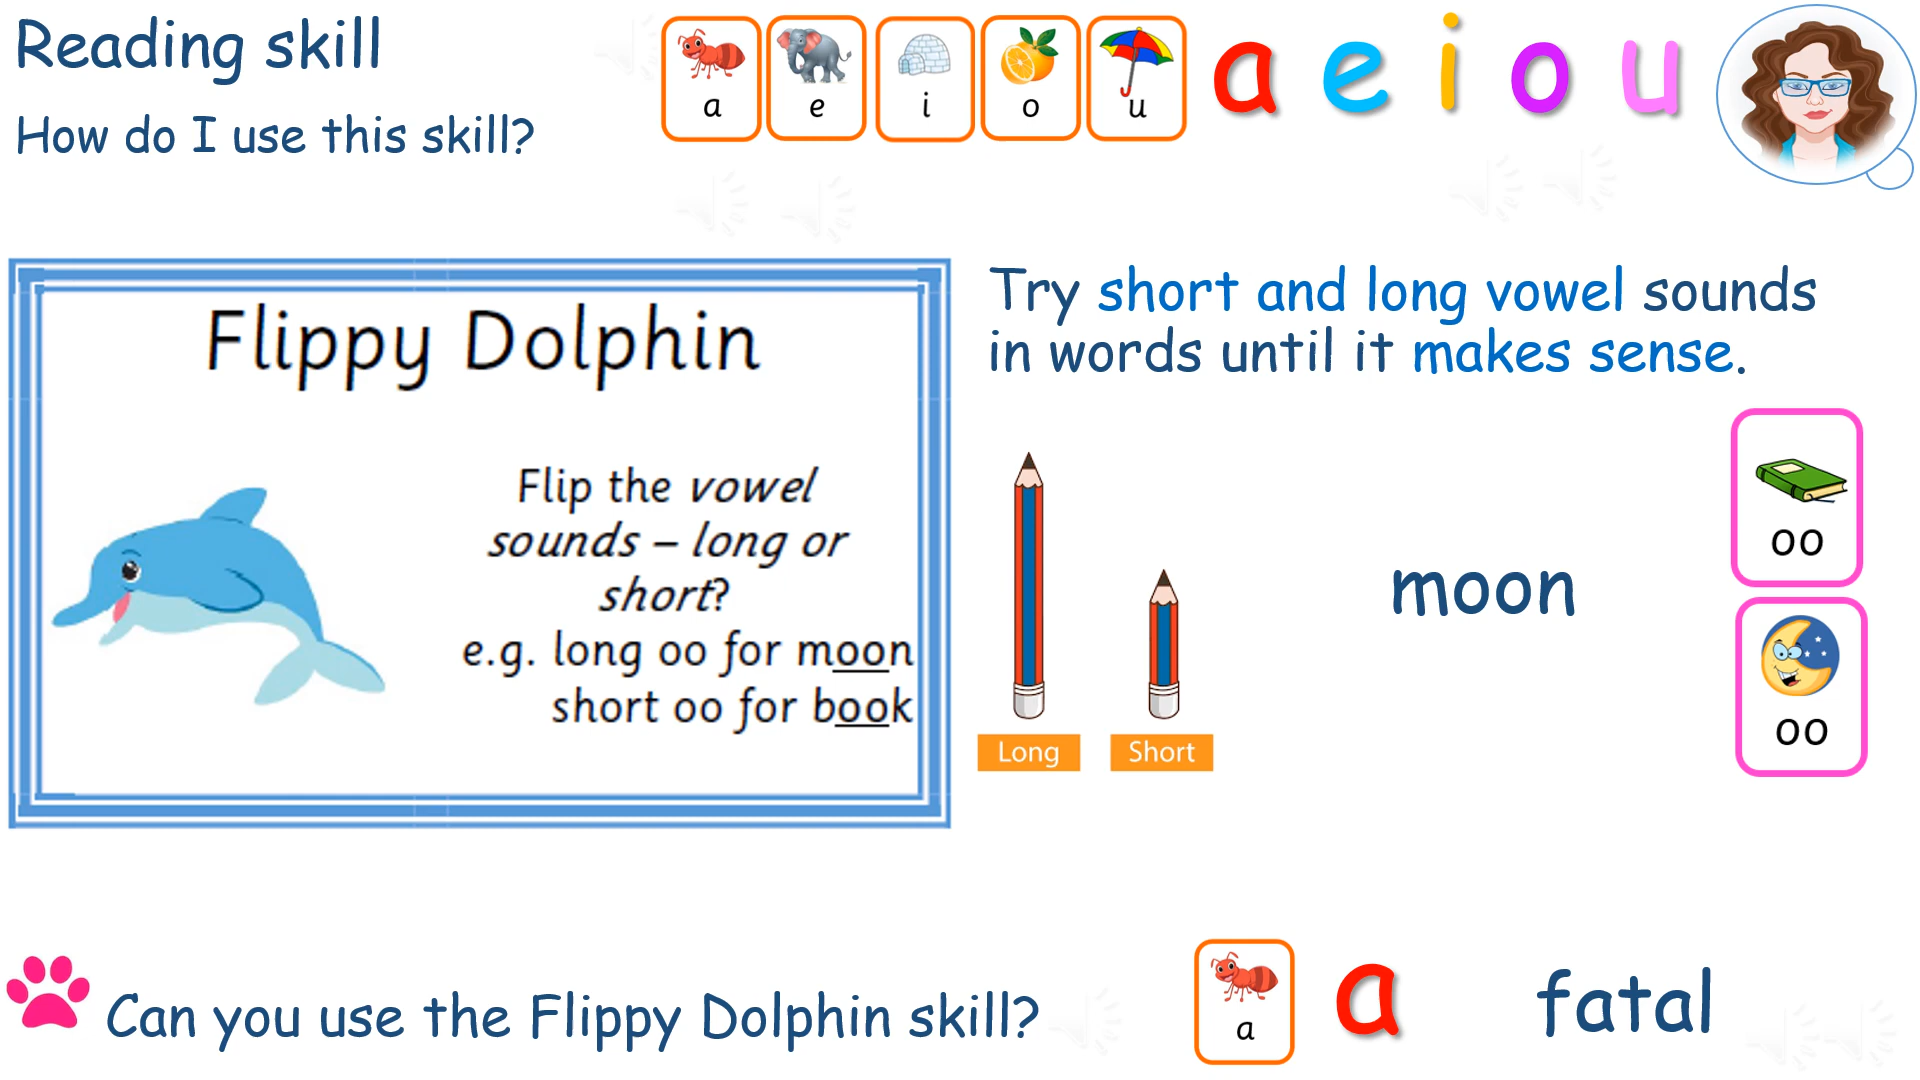 Reading skill
How do I use this skill?
a e i o u
a e i o u
Flippy Dolphin
Flip the vowel
sounds – long or
short?
e.g. long oo for moon
short oo for book
Try short and long vowel sounds
in words until it makes sense.
Long
Short
moon
oo
oo
Can you use the Flippy Dolphin skill?
a
a
fatal